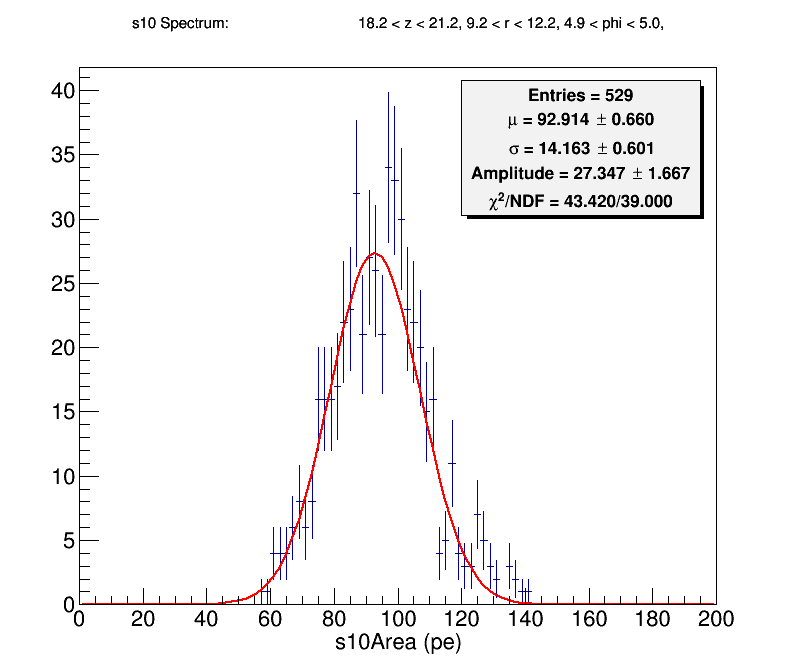 s10 Spectrum: 18.2 < z < 21.2, 9.2 < r < 12.2, 4.9 < phi < 5.0,
Entries = 529
μ = 92.914 ± 0.660
σ = 14.163 ± 0.601
Amplitude = 27.347 ± 1.667
χ²/NDF = 43.420/39.000
40
35
30
25
20
15
10
5
0
0 20 40 60 80 100 120 140 160 180 200
s10Area (pe)